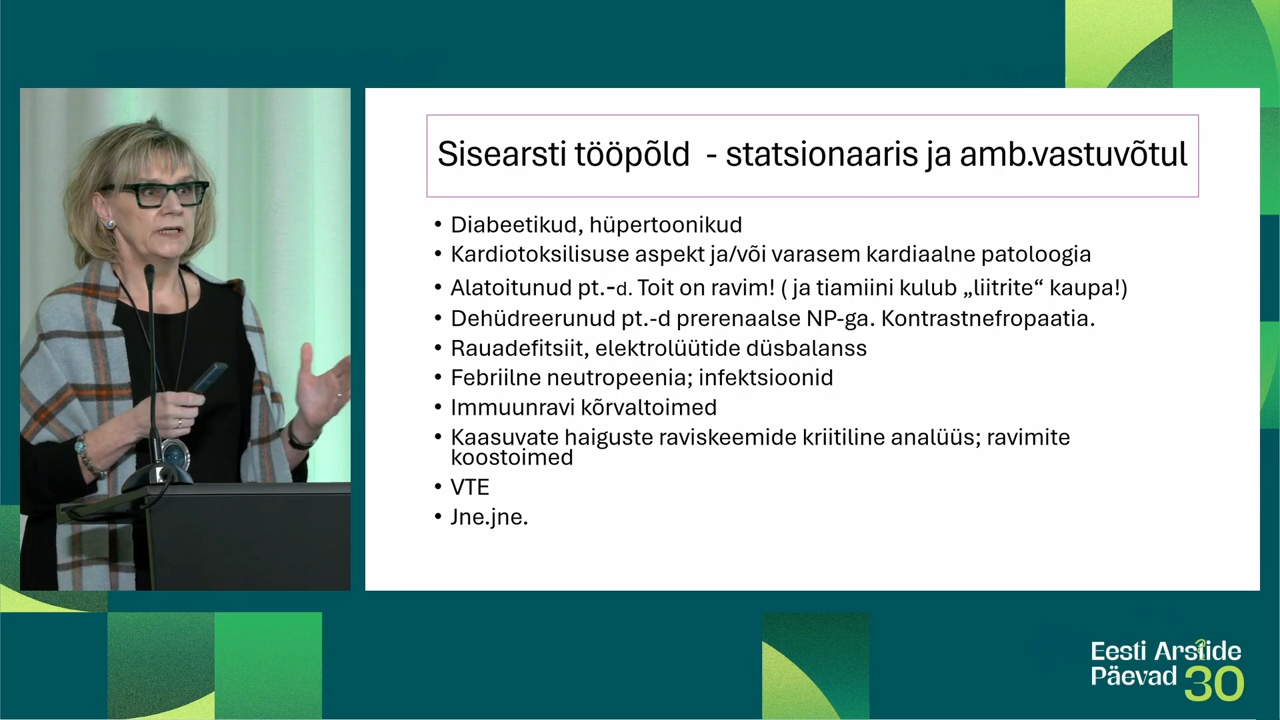 Sisearsti tööpõld - statsionaaris ja amb.vastuvõtul
• Diabeetikud, hüpertoonikud
• Kardiotoksilisuse aspekt ja/või varasem kardiaalne patoloogia
• Alatoitunud pt.-d. Toit on ravim! ( ja tiamiini kulub „liitrite“ kaupa!)
• Dehüdreerunud pt.-d prerenaalse NP-ga. Kontrastnefropaatia.
• Rauadefitsiit, elektrolüütide düsbalanss
• Febriilne neutropeenia; infektsioonid
• Immuunravi kõrvaltoimed
• Kaasuvate haiguste raviskeemide kriitiline analüüs; ravimite
koostoimed
• VTE
• Jne.jne.
Eesti Arstide
Päevad 30